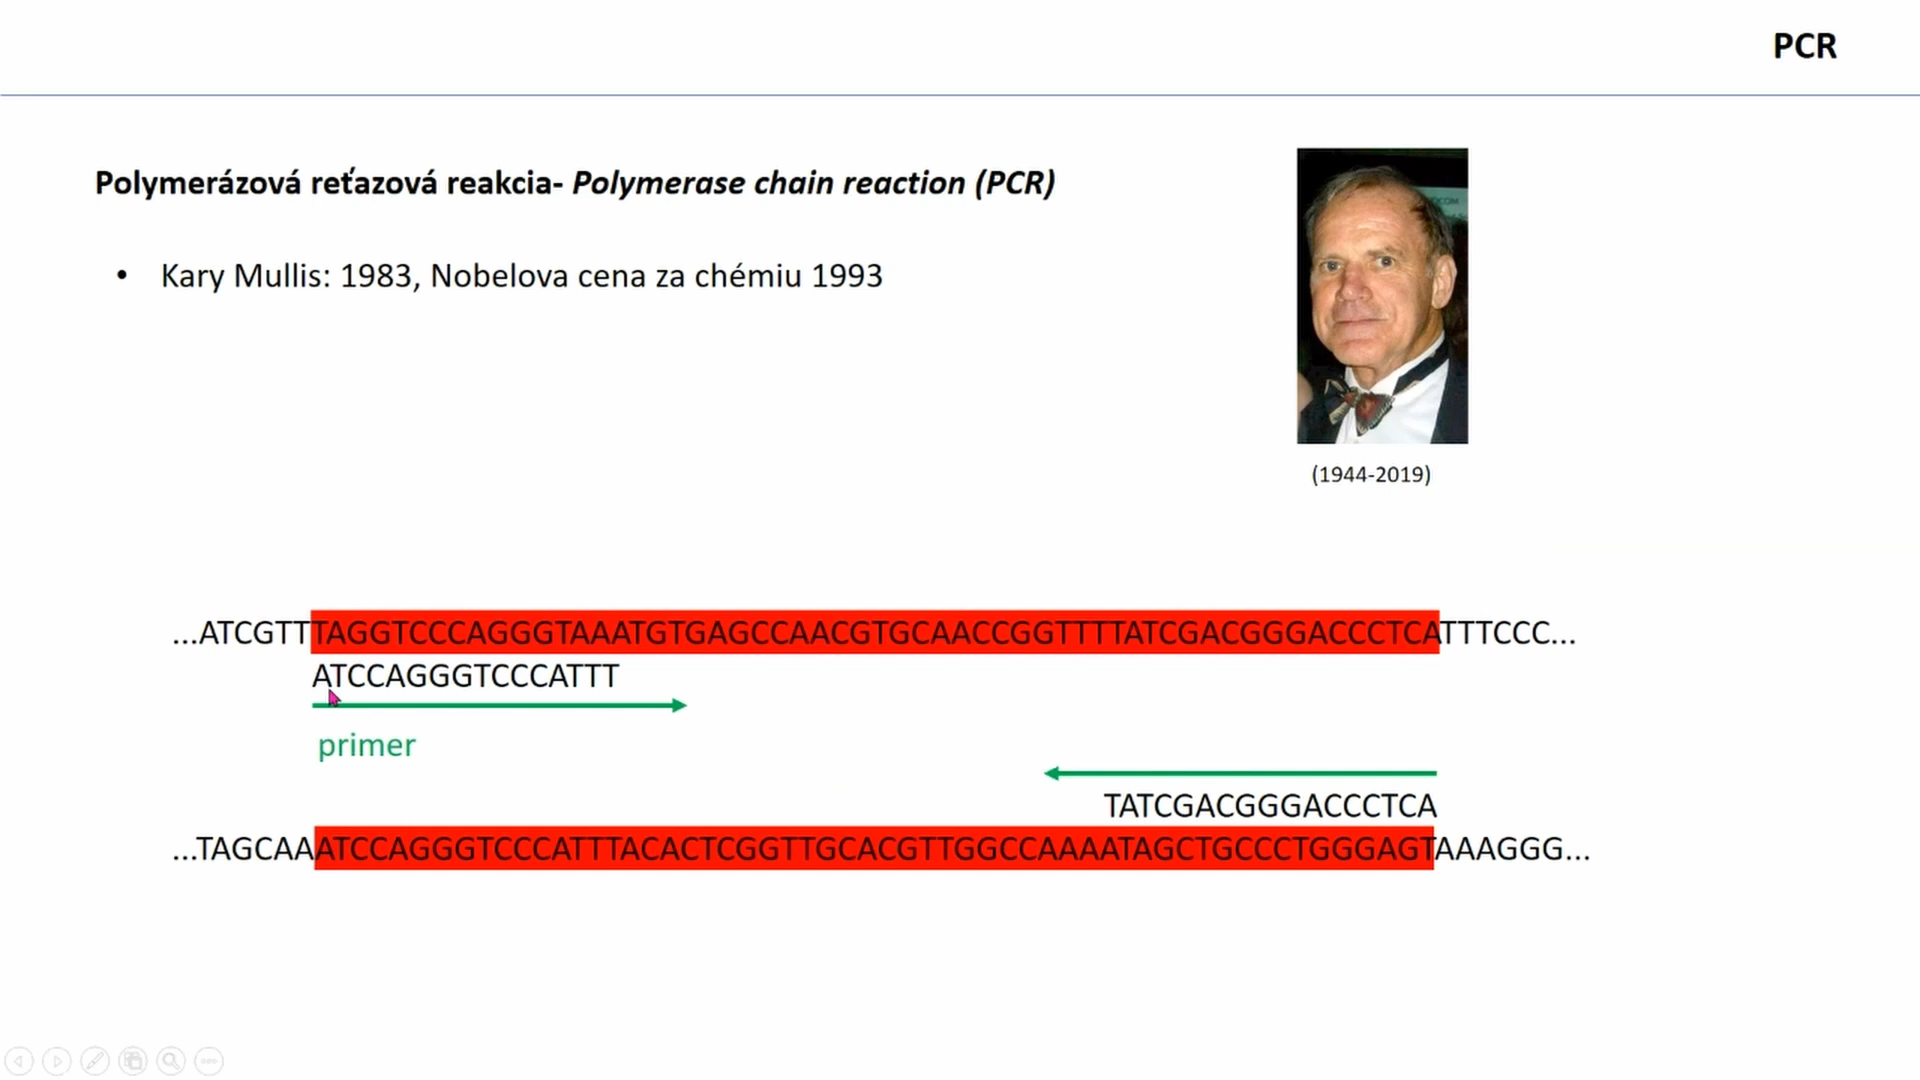 PCR
Polymerázová reťazová reakcia- Polymerase chain reaction (PCR)
• Kary Mullis: 1983, Nobelova cena za chémiu 1993
(1944-2019)
...ATCGTTTAGGTCCCAGGGTAAATGTGAGCCAACGTGCAACCGGTTTTATCGACGGGACCCTCATTTCCC...
ATCCAGGGTCCCATTT
primer
TATCGACGGGACCCTCA
...TAGCAAATCCAGGGTCCCATTTACACTCGGTTGCACGTTGGCCAAAATAGCTGCCCTGGGAGTAAAGGG...